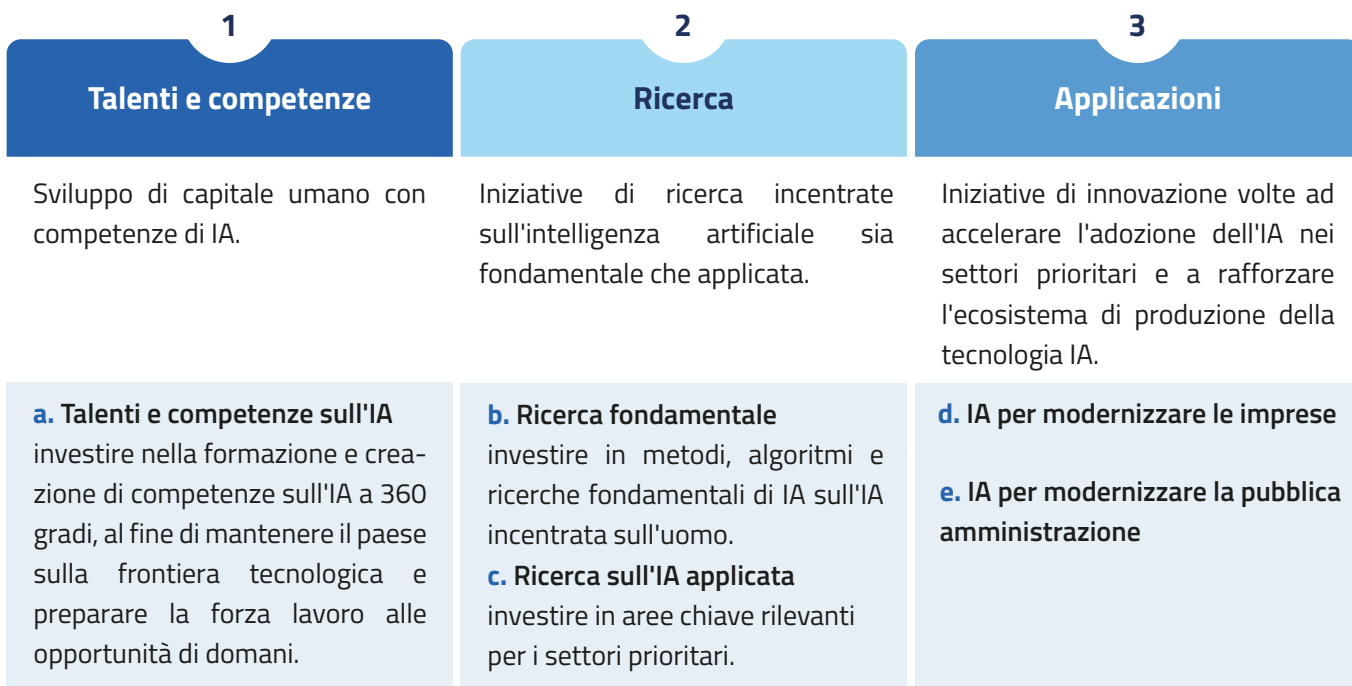 1
Talenti e competenze
Sviluppo di capitale umano con
competenze di IA.
a. Talenti e competenze sull'IA
investire nella formazione e crea-
zione di competenze sull'IA a 360
gradi, al fine di mantenere il paese
sulla frontiera tecnologica e
preparare la forza lavoro alle
opportunità di domani.
2
Ricerca
Iniziative di ricerca incentrate
sull'intelligenza artificiale sia
fondamentale che applicata.
b. Ricerca fondamentale
investire in metodi, algoritmi e
ricerche fondamentali di IA sull'IA
incentrata sull'uomo.
c. Ricerca sull'IA applicata
investire in aree chiave rilevanti
per i settori prioritari.
3
Applicazioni
Iniziative di innovazione volte ad
accelerare l'adozione dell'IA nei
settori prioritari e a rafforzare
l'ecosistema di produzione della
tecnologia IA.
d. IA per modernizzare le imprese
e. IA per modernizzare la pubblica
amministrazione